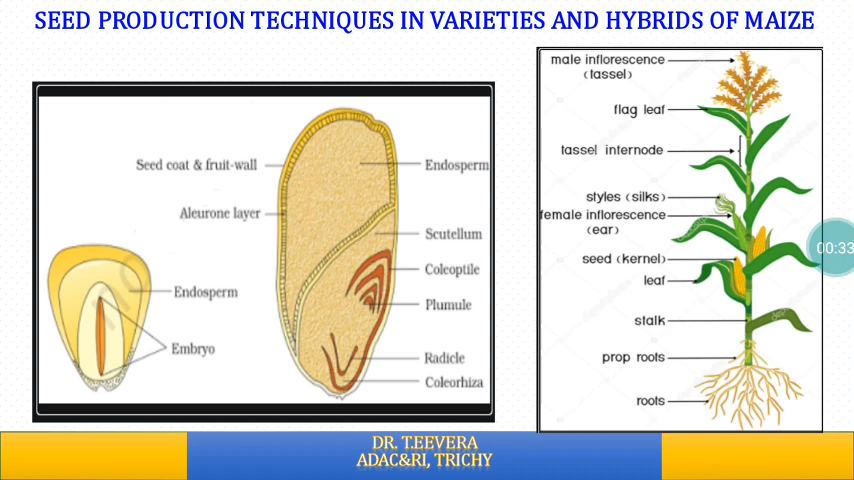 SEED PRODUCTION TECHNIQUES IN VARIETIES AND HYBRIDS OF MAIZE
Seed coat & fruit-wall
Aleurone layer
Endosperm
Embryo
Endosperm
Scutellum
Coleoptile
Plumule
Radicle
Coleorhiza
male inflorescence
(tassel)
flag leaf
tassel internode
styles (silks)
female inflorescence
(ear)
seed (kernel)
leaf
stalk
prop roots
roots
00:33
DR. T.EEVERA
ADAC&RI, TRICHY